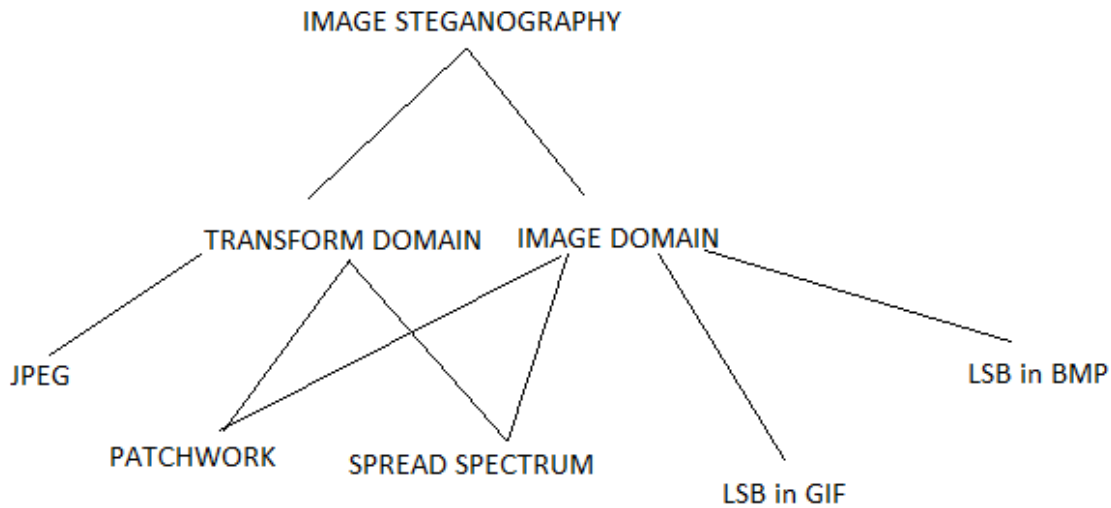 IMAGE STEGANOGRAPHY
TRANSFORM DOMAIN
IMAGE DOMAIN
JPEG
LSB in BMP
PATCHWORK
SPREAD SPECTRUM
LSB in GIF